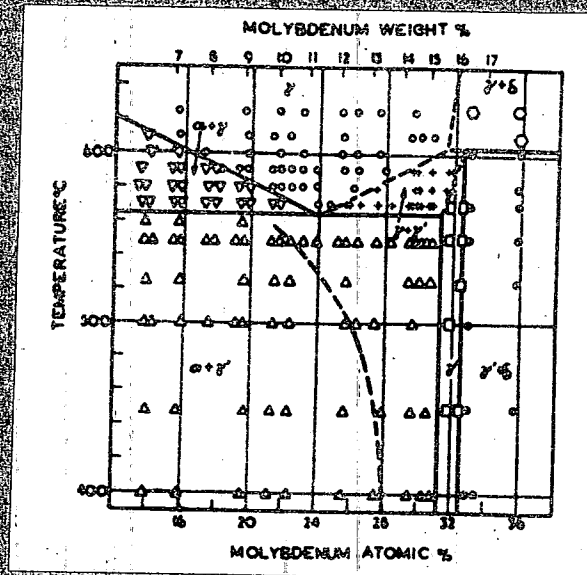 MOLYBDENUM WEIGHT %
7 8 9 10 11 12 13 14 15 16 17
γ
γ+δ
α+γ
600
γ+γ'
TEMPERATURE °C
500
α+γ'
γ'
400
16 20 24 28 32 36
MOLYBDENUM ATOMIC %